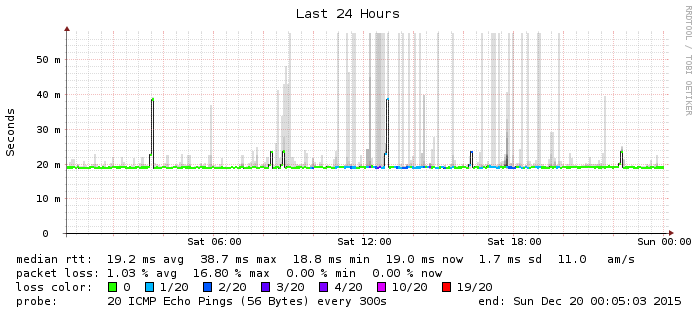 Last 24 Hours
RRDTOOL / TOBI OETIKER
Seconds
50 m
40 m
30 m
20 m
10 m
0
Sat 06:00 Sat 12:00 Sat 18:00 Sun 00:00
median rtt: 19.2 ms avg 38.7 ms max 18.8 ms min 19.0 ms now 1.7 ms sd 11.0 am/s
packet loss: 1.03 % avg 16.80 % max 0.00 % min 0.00 % now
loss color: 0 1/20 2/20 3/20 4/20 10/20 19/20
probe: 20 ICMP Echo Pings (56 Bytes) every 300s end: Sun Dec 20 00:05:03 2015